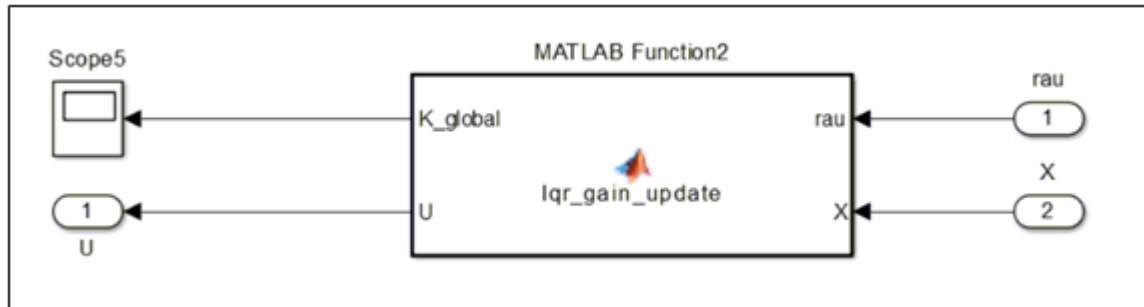 MATLAB Function2
Scope5
rau
K_global
rau
1
lqr_gain_update
X
1
U
X
2
U